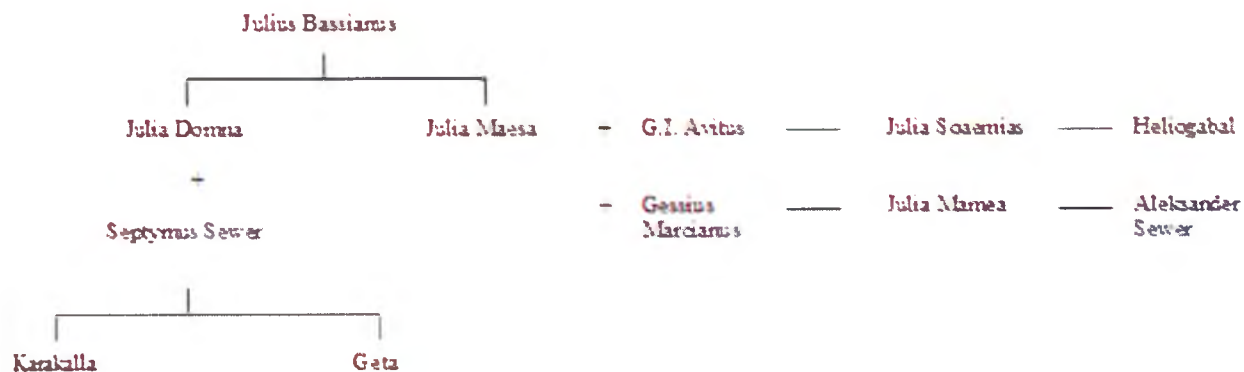 Julius Bassianus
Julia Domna Julia Maesa + G.I. Avitus Julia Soaemias Heliogabal
+ + Gessius Julia Mamea Aleksander
Marcianus Sewer
Septymus Sewer
Karakalla Geta